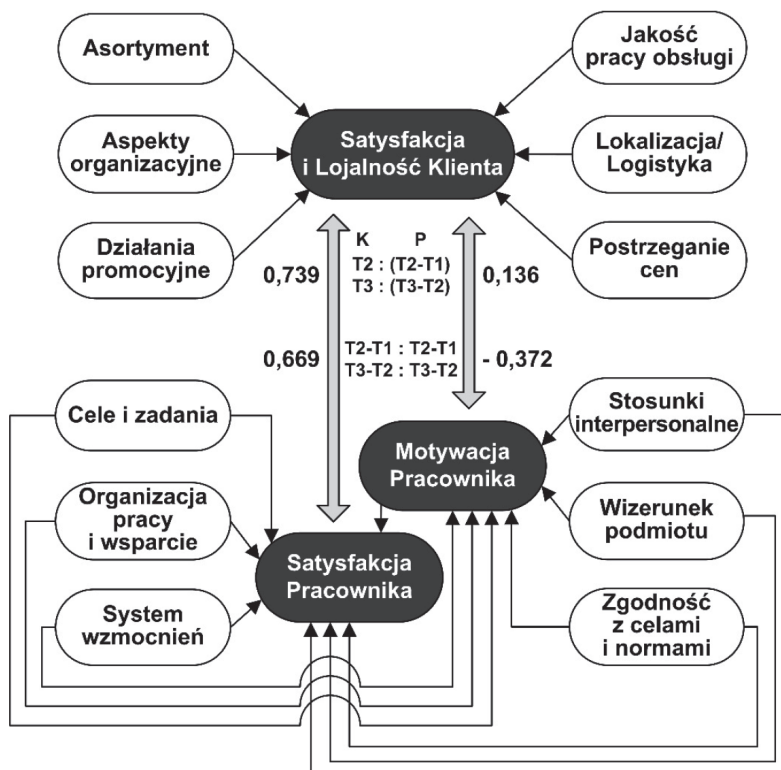 Asortyment
Jakość
pracy obsługi
Satysfakcja
i Lojalność Klienta
Aspekty
organizacyjne
Lokalizacja/
Logistyka
Działania
promocyjne
Postrzeganie
cen
K P
T2 : (T2-T1)
T3 : (T3-T2)
0,739
0,136
0,669
T2-T1 : T2-T1
T3-T2 : T3-T2
- 0,372
Cele i zadania
Stosunki
interpersonalne
Motywacja
Pracownika
Organizacja
pracy
i wsparcie
Wizerunek
podmiotu
Satysfakcja
Pracownika
System
wzmocnień
Zgodność
z celami
i normami